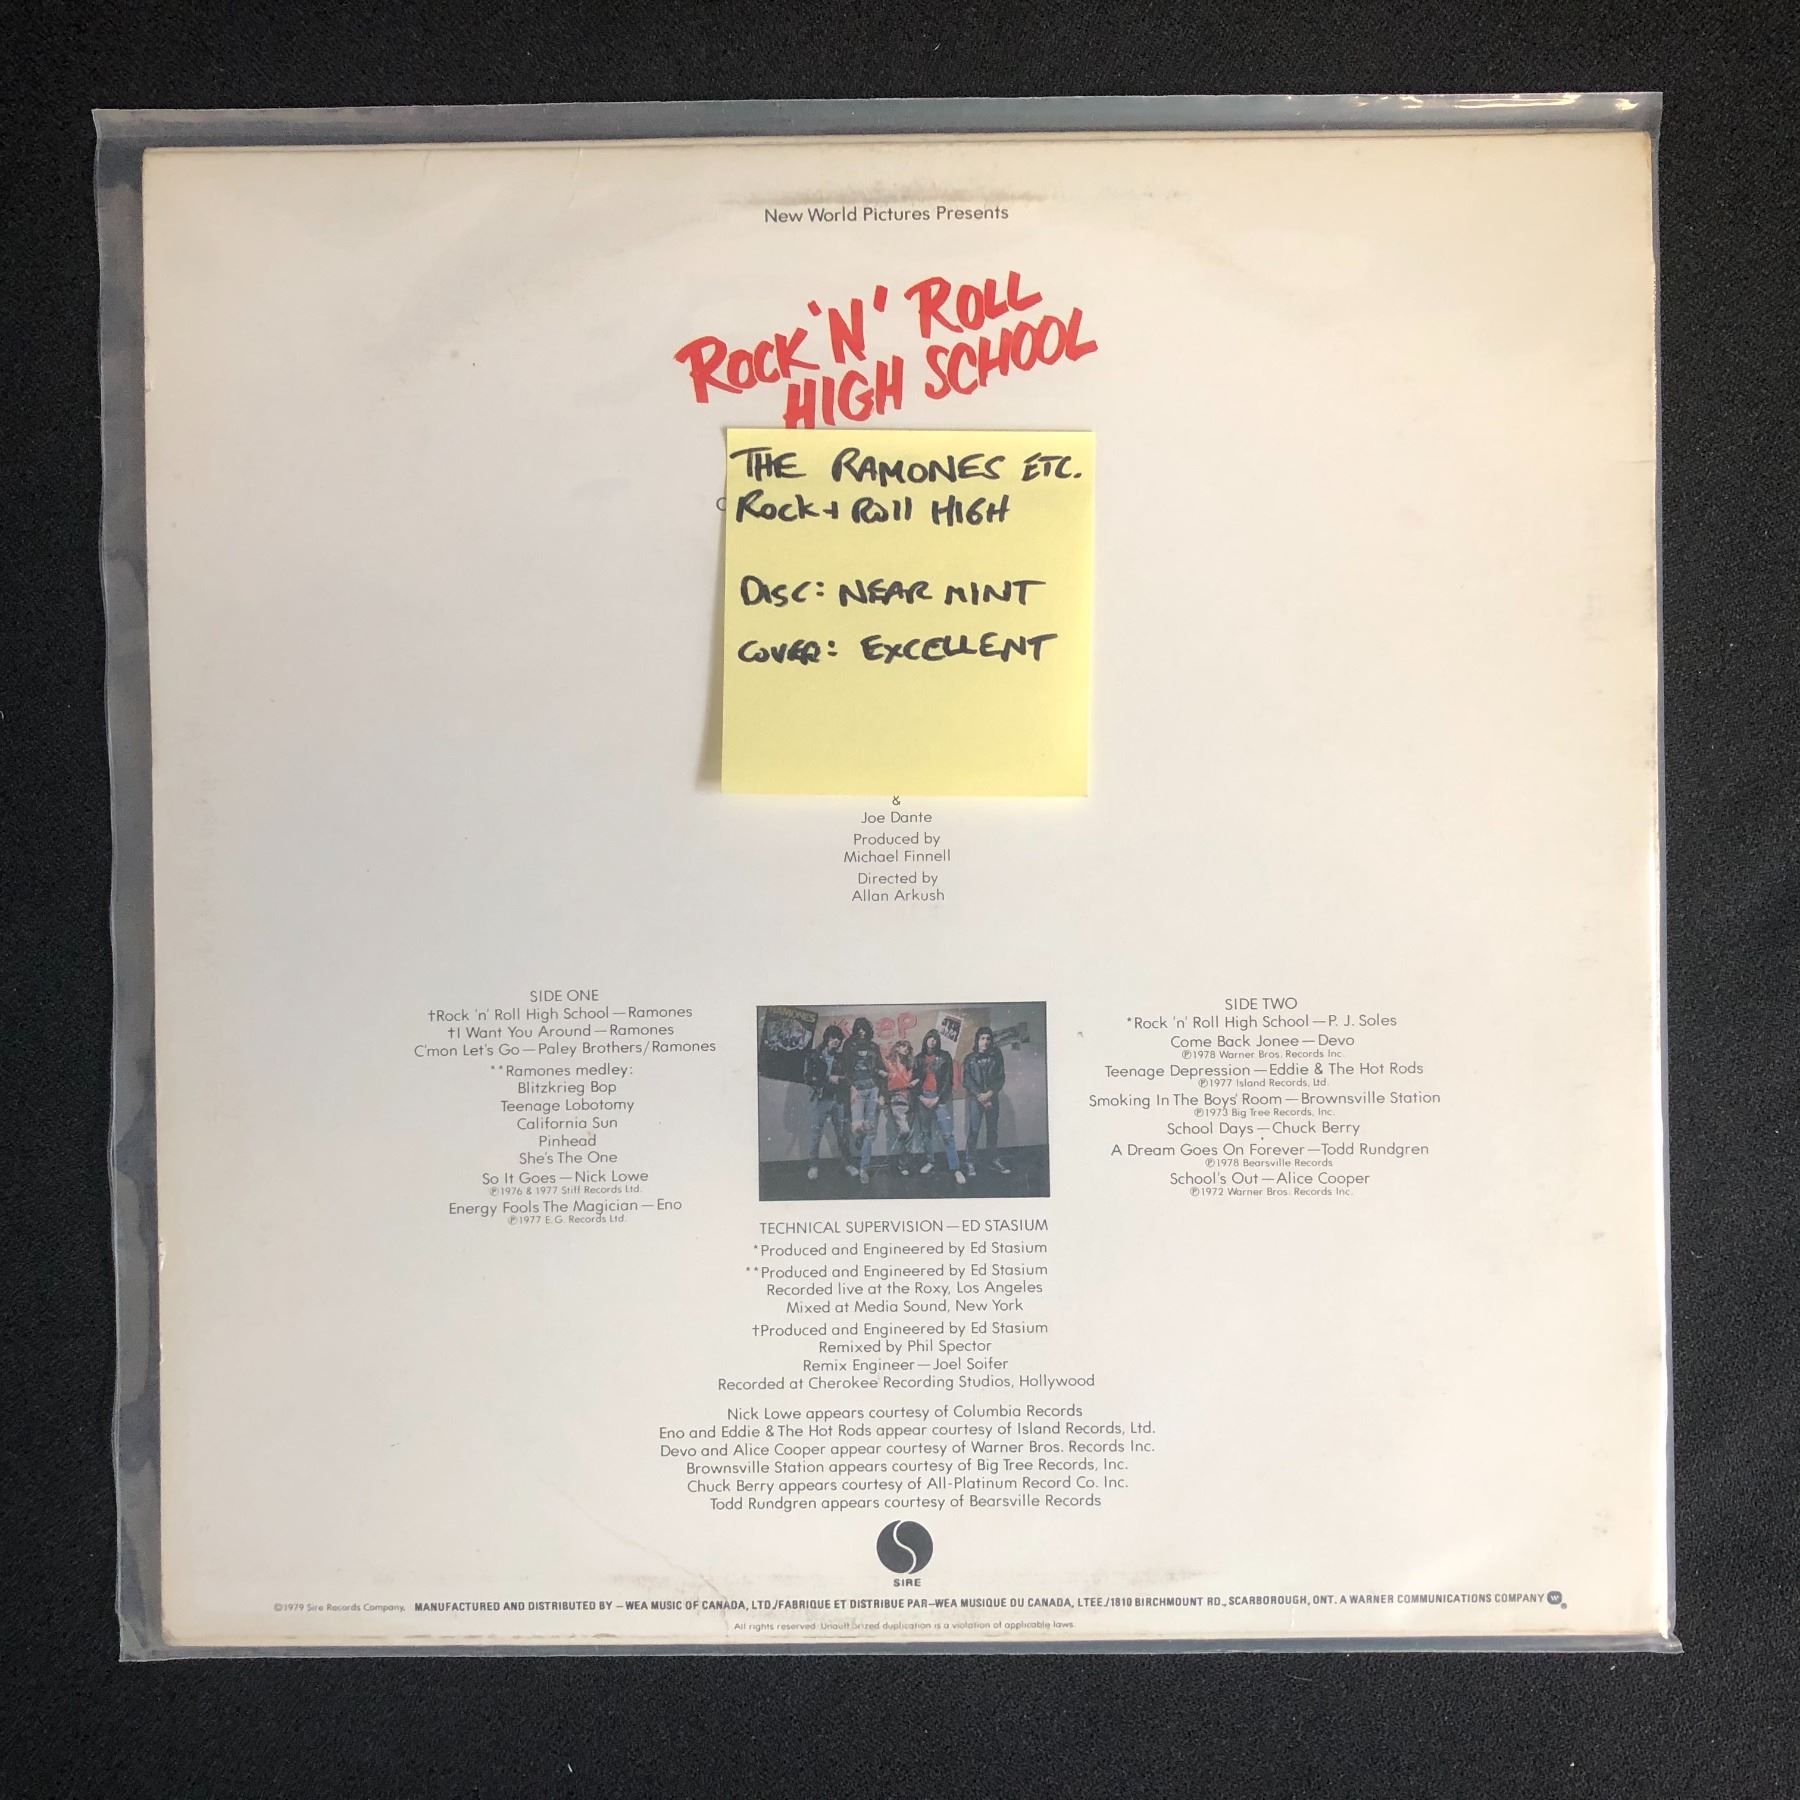 New World Pictures Presents
ROCK 'N' ROLL
HIGH SCHOOL
THE RAMONES ETC.
Rock + Roll HIGH
DISC: NEAR MINT
COVER: EXCELLENT
&
Joe Dante
Produced by
Michael Finnell
Directed by
Allan Arkush
SIDE ONE
†Rock 'n' Roll High School—Ramones
†I Want You Around—Ramones
C'mon Let's Go—Paley Brothers/Ramones
**Ramones medley:
Blitzkrieg Bop
Teenage Lobotomy
California Sun
Pinhead
She's The One
So It Goes—Nick Lowe
℗1976 & 1977 Stiff Records Ltd.
Energy Fools The Magician—Eno
℗1977 E.G. Records Ltd.
RAMONES
SIDE TWO
*Rock 'n' Roll High School—P. J. Soles
Come Back Jonee—Devo
℗1978 Warner Bros. Records Inc.
Teenage Depression—Eddie & The Hot Rods
℗1977 Island Records, Ltd.
Smoking In The Boys' Room—Brownsville Station
℗1973 Big Tree Records, Inc.
School Days—Chuck Berry
A Dream Goes On Forever—Todd Rundgren
℗1978 Bearsville Records
School's Out—Alice Cooper
℗1972 Warner Bros. Records Inc.
TECHNICAL SUPERVISION—ED STASIUM
*Produced and Engineered by Ed Stasium
**Produced and Engineered by Ed Stasium
Recorded live at the Roxy, Los Angeles
Mixed at Media Sound, New York
†Produced and Engineered by Ed Stasium
Remixed by Phil Spector
Remix Engineer—Joel Soifer
Recorded at Cherokee Recording Studios, Hollywood
Nick Lowe appears courtesy of Columbia Records
Eno and Eddie & The Hot Rods appear courtesy of Island Records, Ltd.
Devo and Alice Cooper appear courtesy of Warner Bros. Records Inc.
Brownsville Station appears courtesy of Big Tree Records, Inc.
Chuck Berry appears courtesy of All-Platinum Record Co. Inc.
Todd Rundgren appears courtesy of Bearsville Records
SIRE
©1979 Sire Records Company. MANUFACTURED AND DISTRIBUTED BY – WEA MUSIC OF CANADA, LTD/FABRIQUE ET DISTRIBUE PAR–WEA MUSIQUE DU CANADA, LTEE./1810 BIRCHMOUNT RD., SCARBOROUGH, ONT. A WARNER COMMUNICATIONS COMPANY
All rights reserved. Unauthorized duplication is a violation of applicable laws.